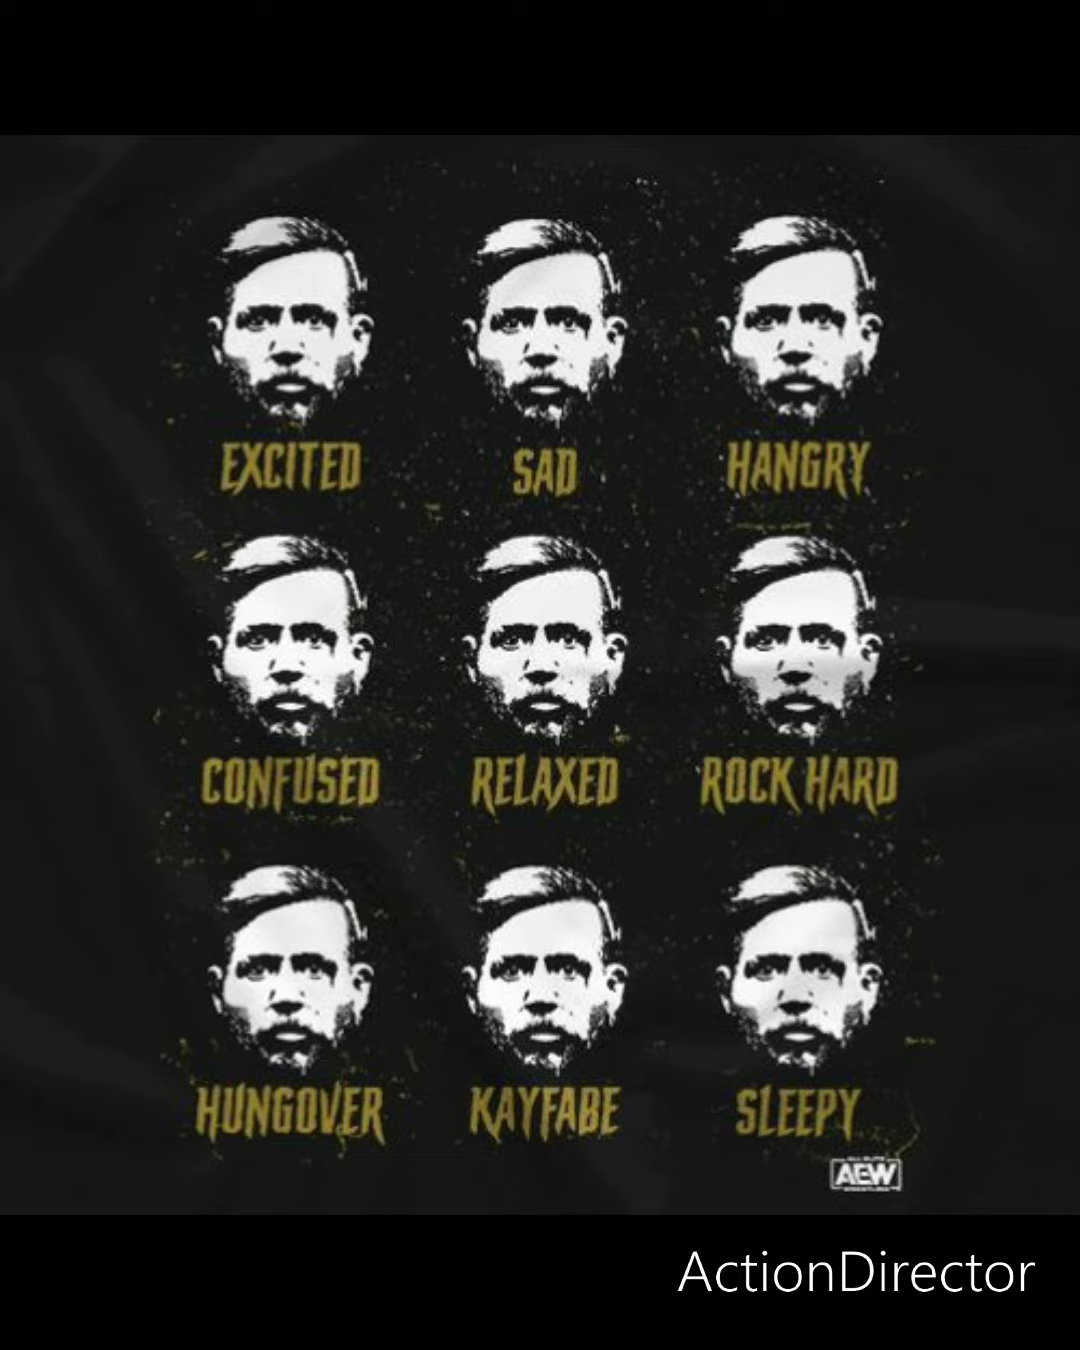 EXCITED SAD HANGRY
CONFUSED RELAXED ROCK HARD
HUNGOVER KAYFABE SLEEPY
AEW
ActionDirector